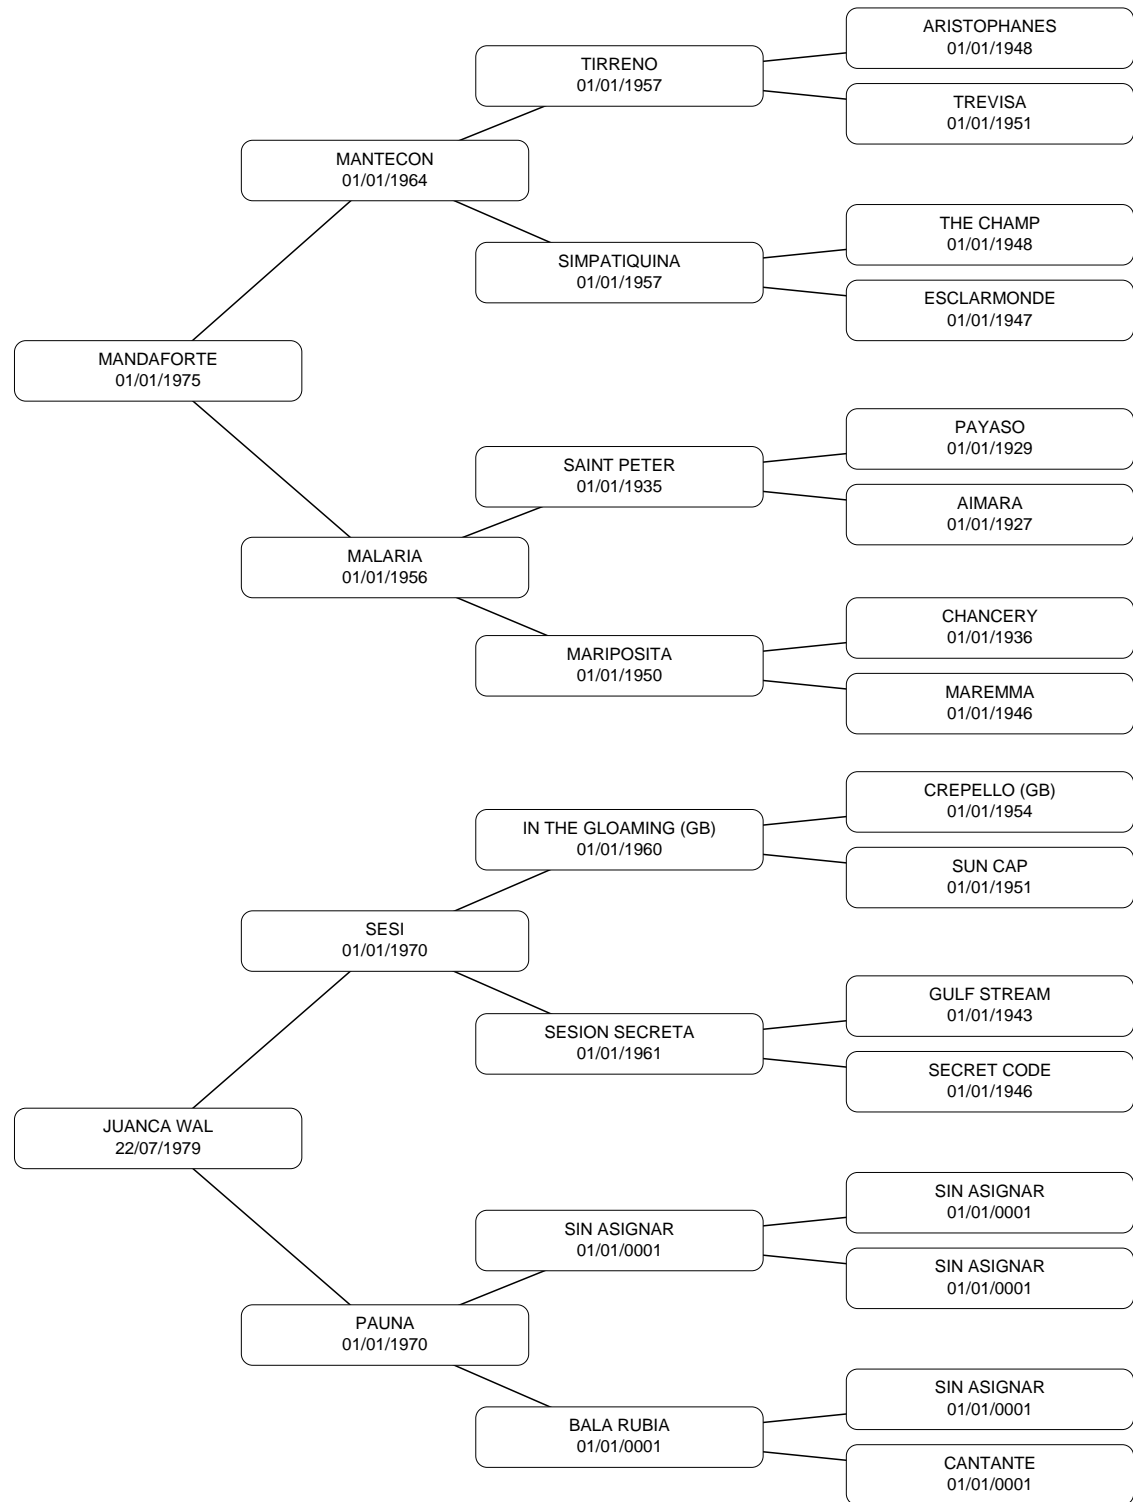 ARISTOPHANES
01/01/1948
TIRRENO
01/01/1957
TREVISA
01/01/1951
MANTECON
01/01/1964
THE CHAMP
01/01/1948
SIMPATIQUINA
01/01/1957
ESCLARMONDE
01/01/1947
MANDAFORTE
01/01/1975
PAYASO
01/01/1929
SAINT PETER
01/01/1935
AIMARA
01/01/1927
MALARIA
01/01/1956
CHANCERY
01/01/1936
MARIPOSITA
01/01/1950
MAREMMA
01/01/1946
CREPELLO (GB)
01/01/1954
IN THE GLOAMING (GB)
01/01/1960
SUN CAP
01/01/1951
SESI
01/01/1970
GULF STREAM
01/01/1943
SESION SECRETA
01/01/1961
SECRET CODE
01/01/1946
JUANCA WAL
22/07/1979
SIN ASIGNAR
01/01/0001
SIN ASIGNAR
01/01/0001
SIN ASIGNAR
01/01/0001
PAUNA
01/01/1970
SIN ASIGNAR
01/01/0001
BALA RUBIA
01/01/0001
CANTANTE
01/01/0001